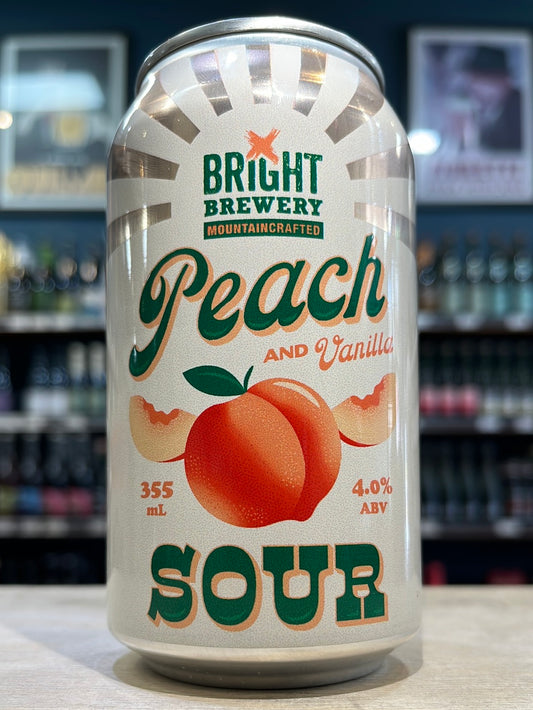 BRIGHT
BREWERY
MOUNTAINCRAFTED
Peach
AND Vanilla
355
mL
4.0%
ABV
SOUR